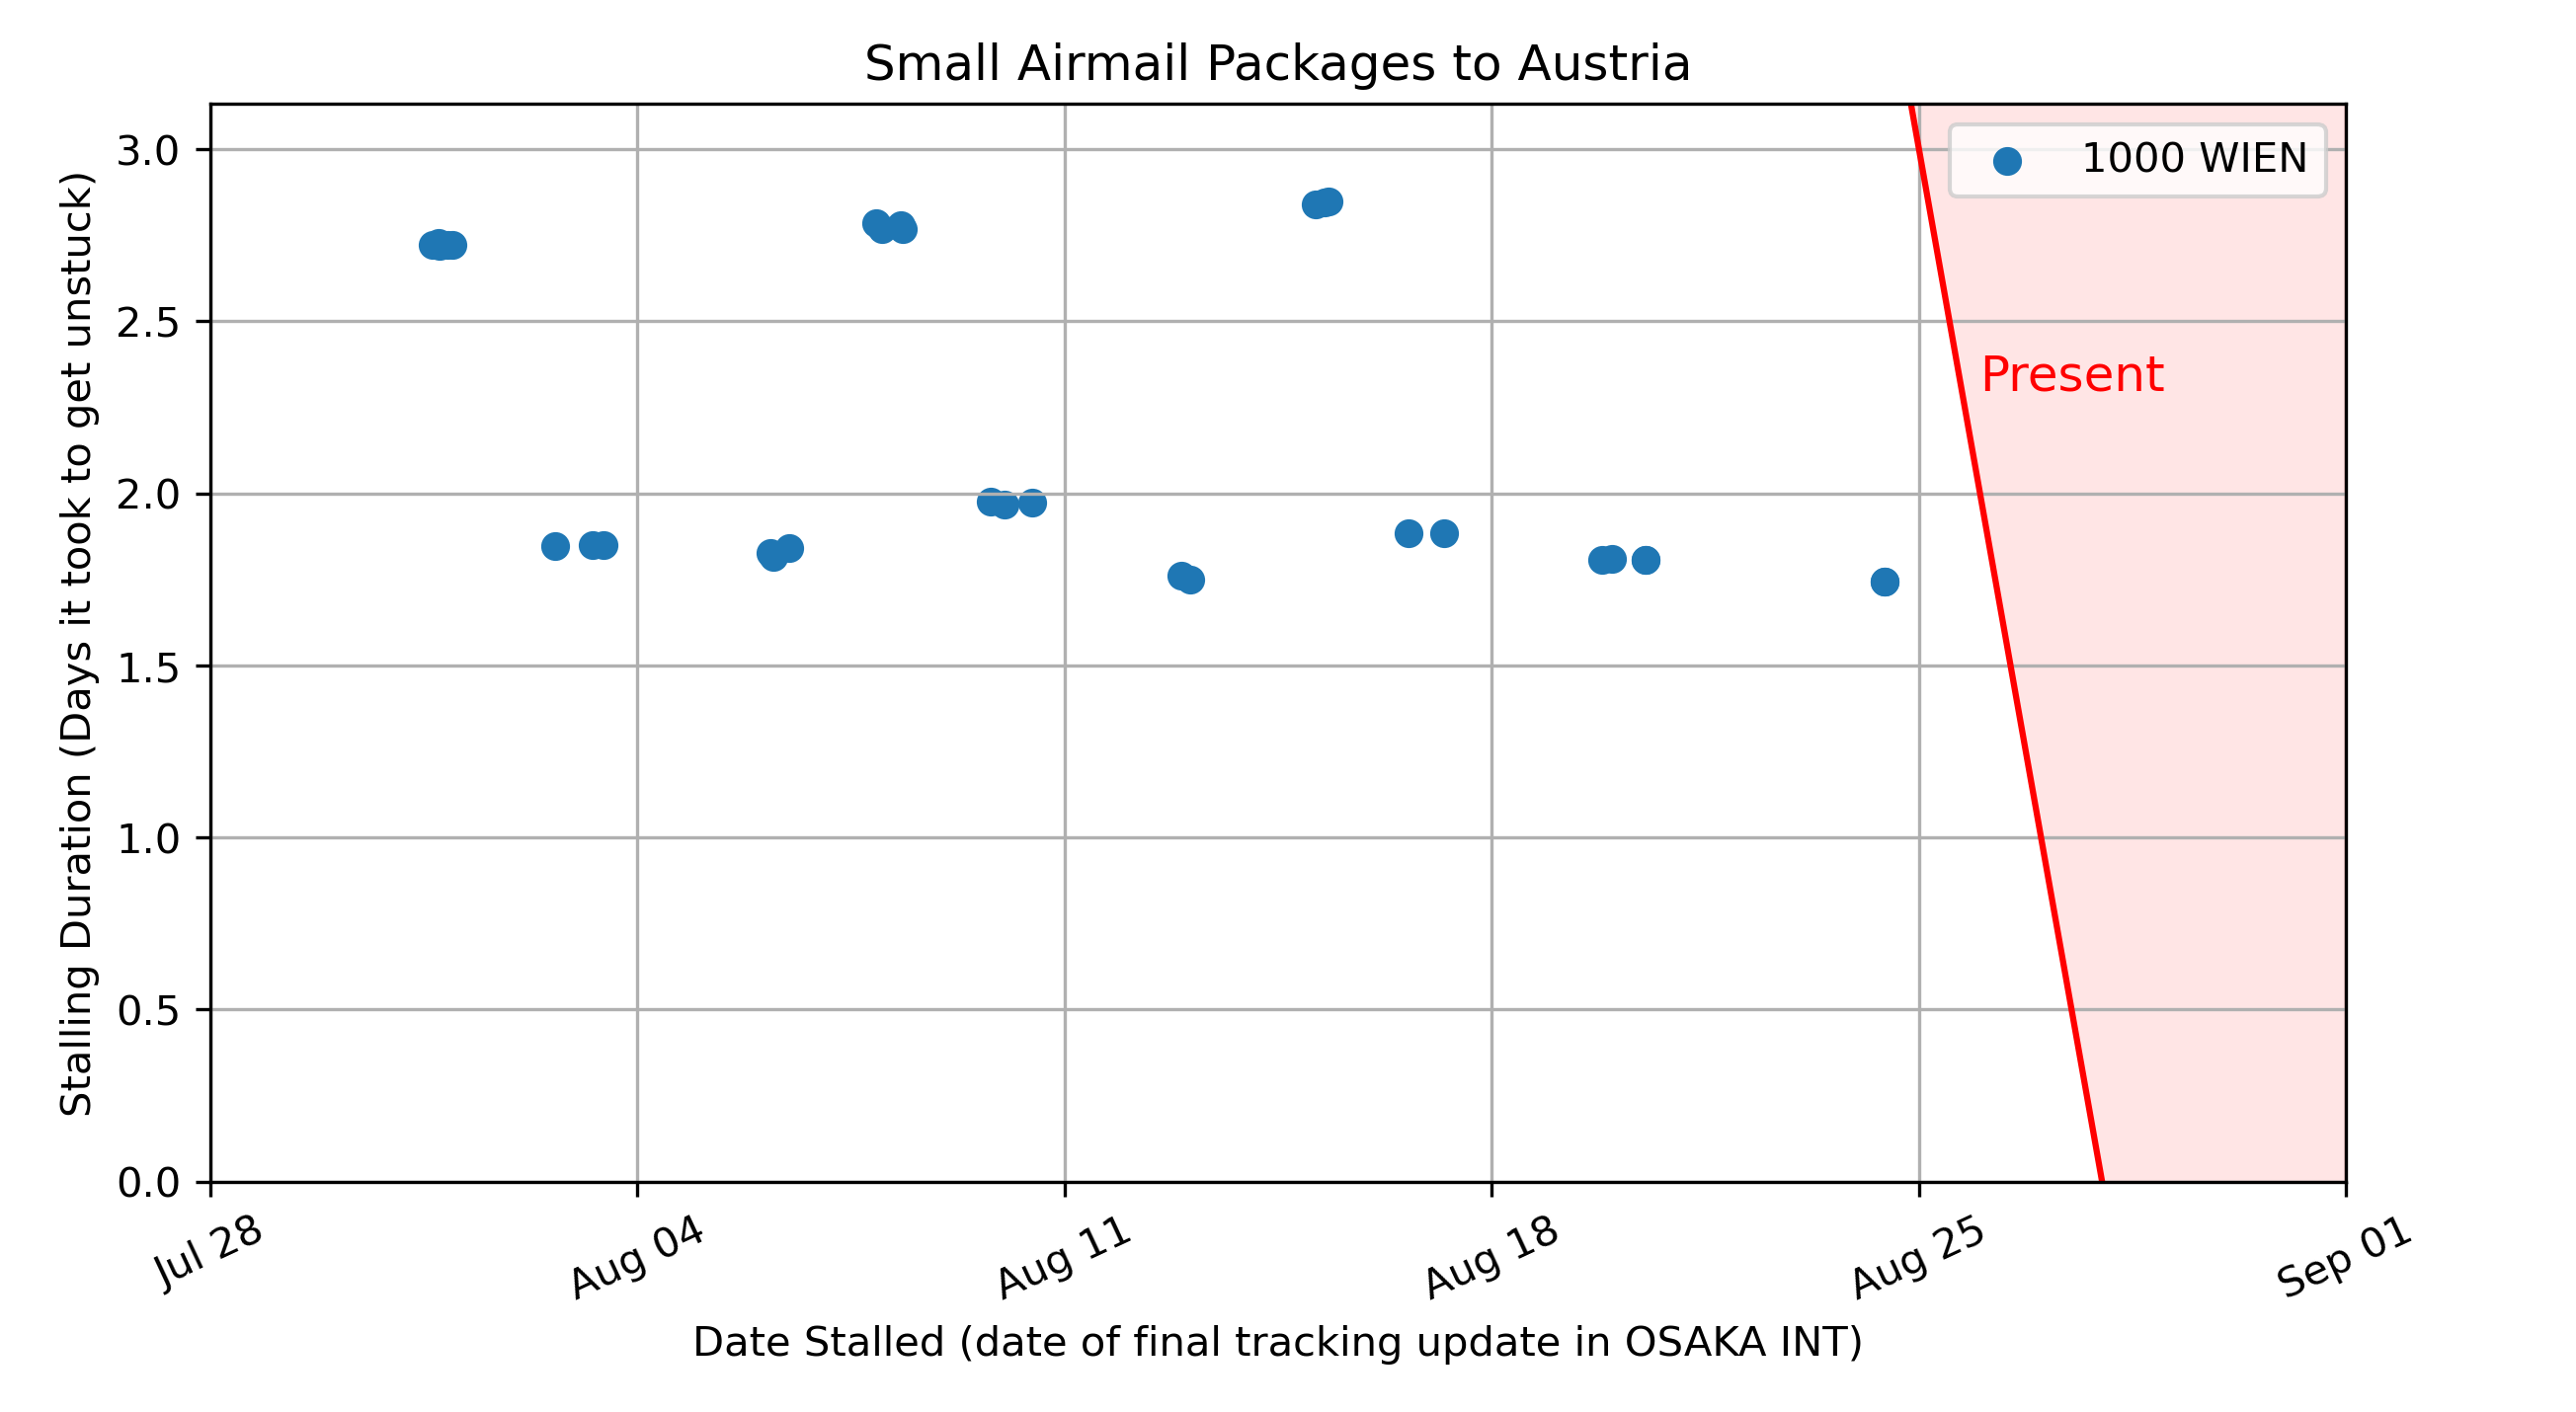 Small Airmail Packages to Austria
Stalling Duration (Days it took to get unstuck)
3.0
2.5
2.0
1.5
1.0
0.5
0.0
1000 WIEN
Present
Jul 28
Aug 04
Aug 11
Aug 18
Aug 25
Sep 01
Date Stalled (date of final tracking update in OSAKA INT)